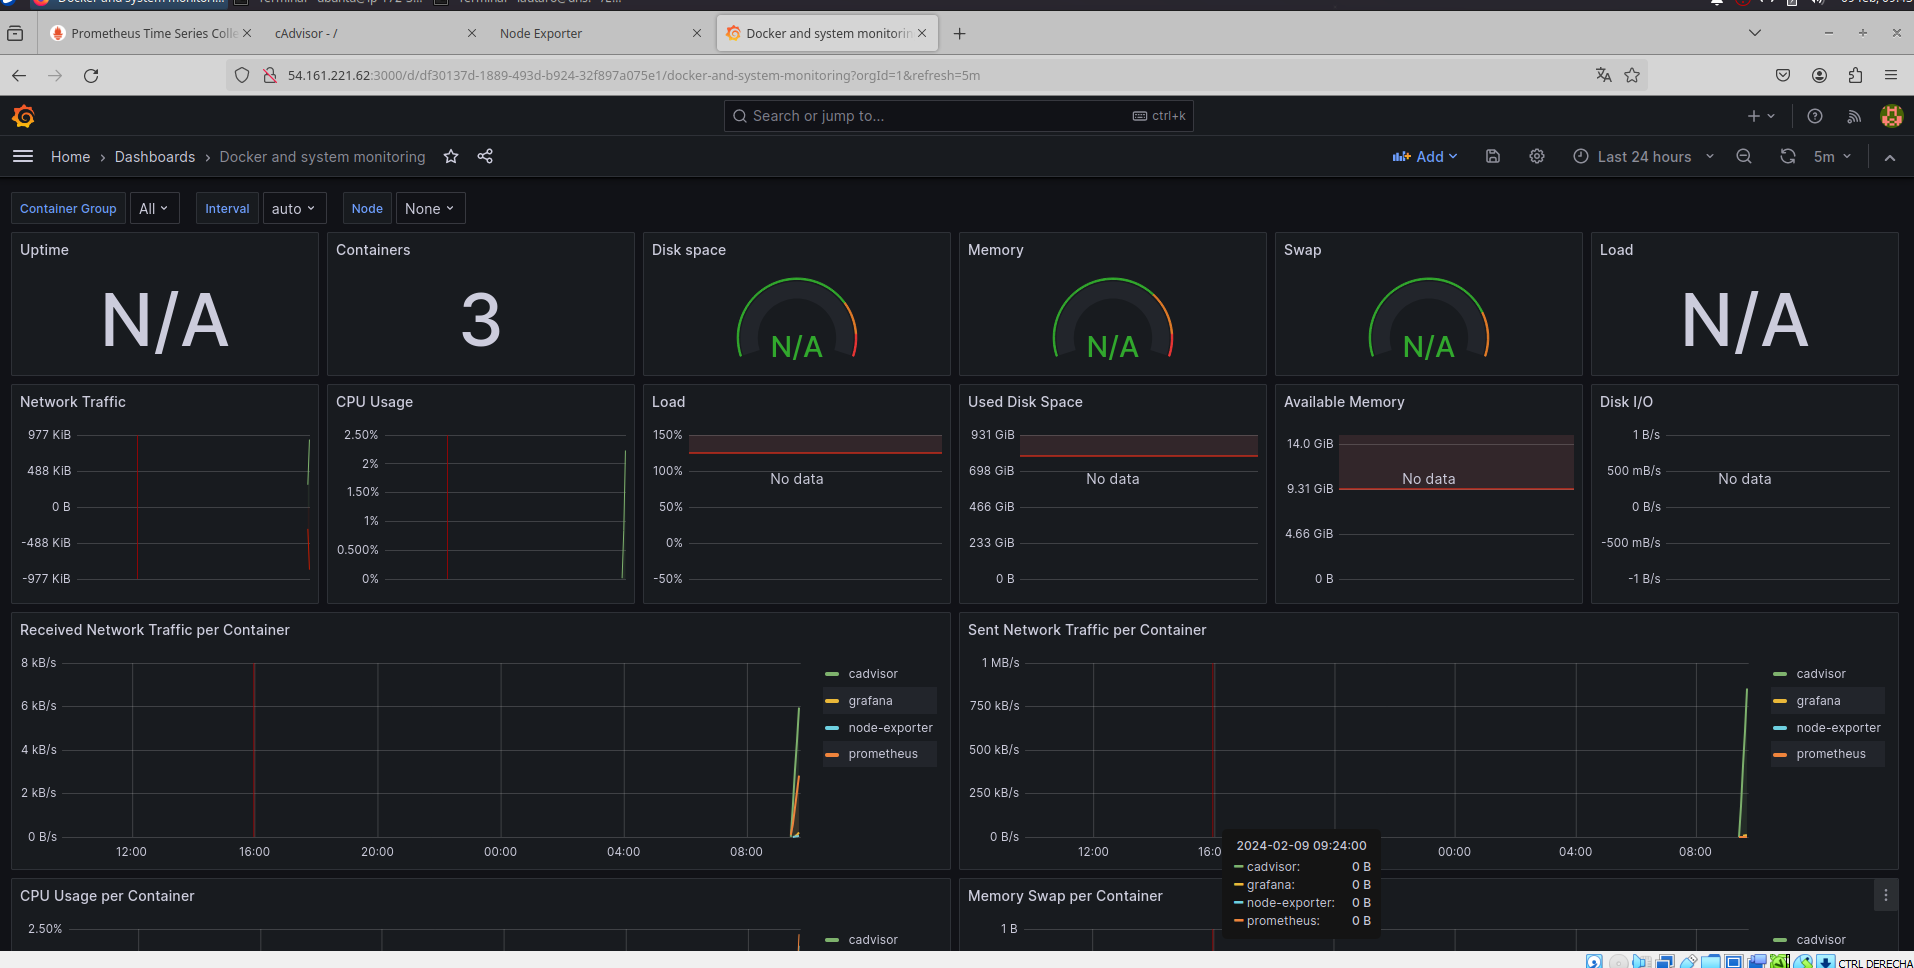 Docker and system monitori...
Prometheus Time Series Colle
cAdvisor - /
Node Exporter
Docker and system monitorin
54.161.221.62:3000/d/df30137d-1889-493d-b924-32f897a075e1/docker-and-system-monitoring?orgId=1&refresh=5m
Search or jump to...
ctrl+k
Home › Dashboards › Docker and system monitoring
Add
Last 24 hours
5m
Container Group All
Interval auto
Node None
Uptime
N/A
Containers
3
Disk space
N/A
Memory
N/A
Swap
N/A
Load
N/A
Network Traffic
977 KiB
488 KiB
0 B
-488 KiB
-977 KiB
CPU Usage
2.50%
2%
1.50%
1%
0.500%
0%
Load
150%
100%
50%
0%
-50%
No data
Used Disk Space
931 GiB
698 GiB
466 GiB
233 GiB
0 B
No data
Available Memory
14.0 GiB
9.31 GiB
4.66 GiB
0 B
No data
Disk I/O
1 B/s
500 mB/s
0 B/s
-500 mB/s
-1 B/s
No data
Received Network Traffic per Container
8 kB/s
6 kB/s
4 kB/s
2 kB/s
0 B/s
12:00
16:00
20:00
00:00
04:00
08:00
cadvisor
grafana
node-exporter
prometheus
Sent Network Traffic per Container
1 MB/s
750 kB/s
500 kB/s
250 kB/s
0 B/s
12:00
16:0
00:00
04:00
08:00
cadvisor
grafana
node-exporter
prometheus
2024-02-09 09:24:00
cadvisor: 0 B
grafana: 0 B
node-exporter: 0 B
prometheus: 0 B
CPU Usage per Container
2.50%
cadvisor
Memory Swap per Container
1 B
cadvisor
CTRL DERECHA